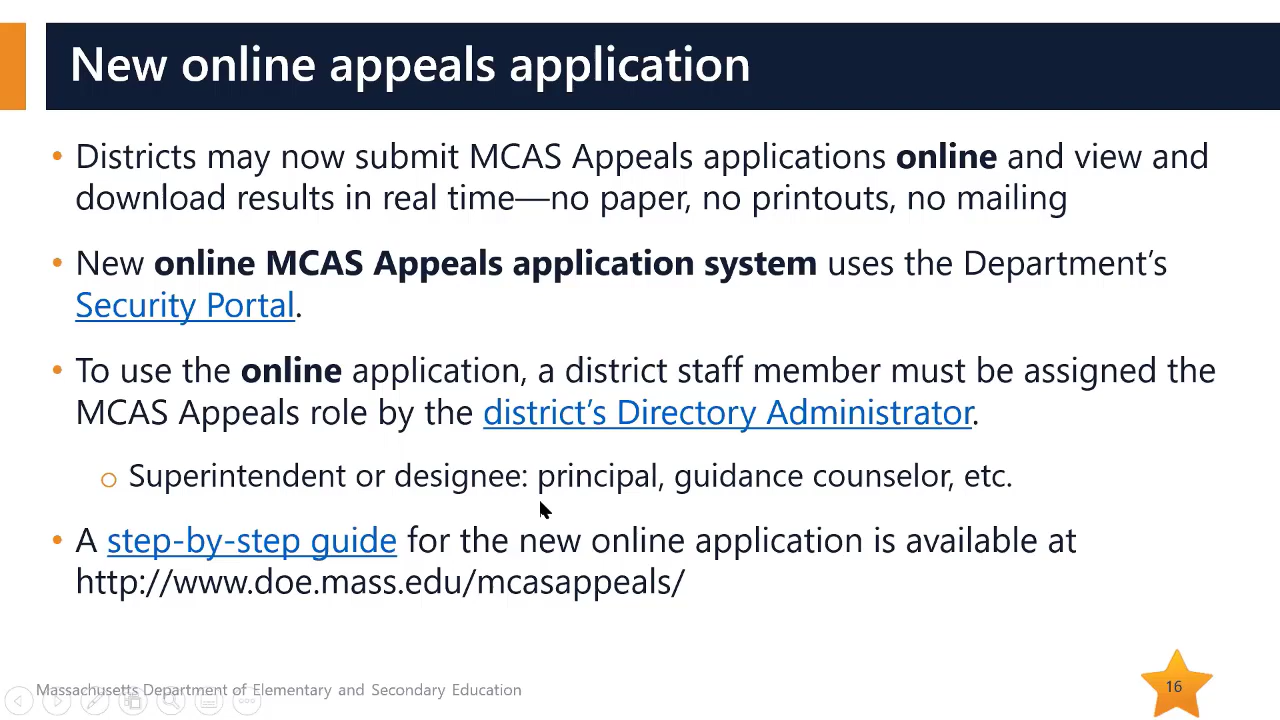 New online appeals application
• Districts may now submit MCAS Appeals applications online and view and
download results in real time—no paper, no printouts, no mailing
• New online MCAS Appeals application system uses the Department’s
Security Portal.
• To use the online application, a district staff member must be assigned the
MCAS Appeals role by the district’s Directory Administrator.
o Superintendent or designee: principal, guidance counselor, etc.
• A step-by-step guide for the new online application is available at
http://www.doe.mass.edu/mcasappeals/
Massachusetts Department of Elementary and Secondary Education
16